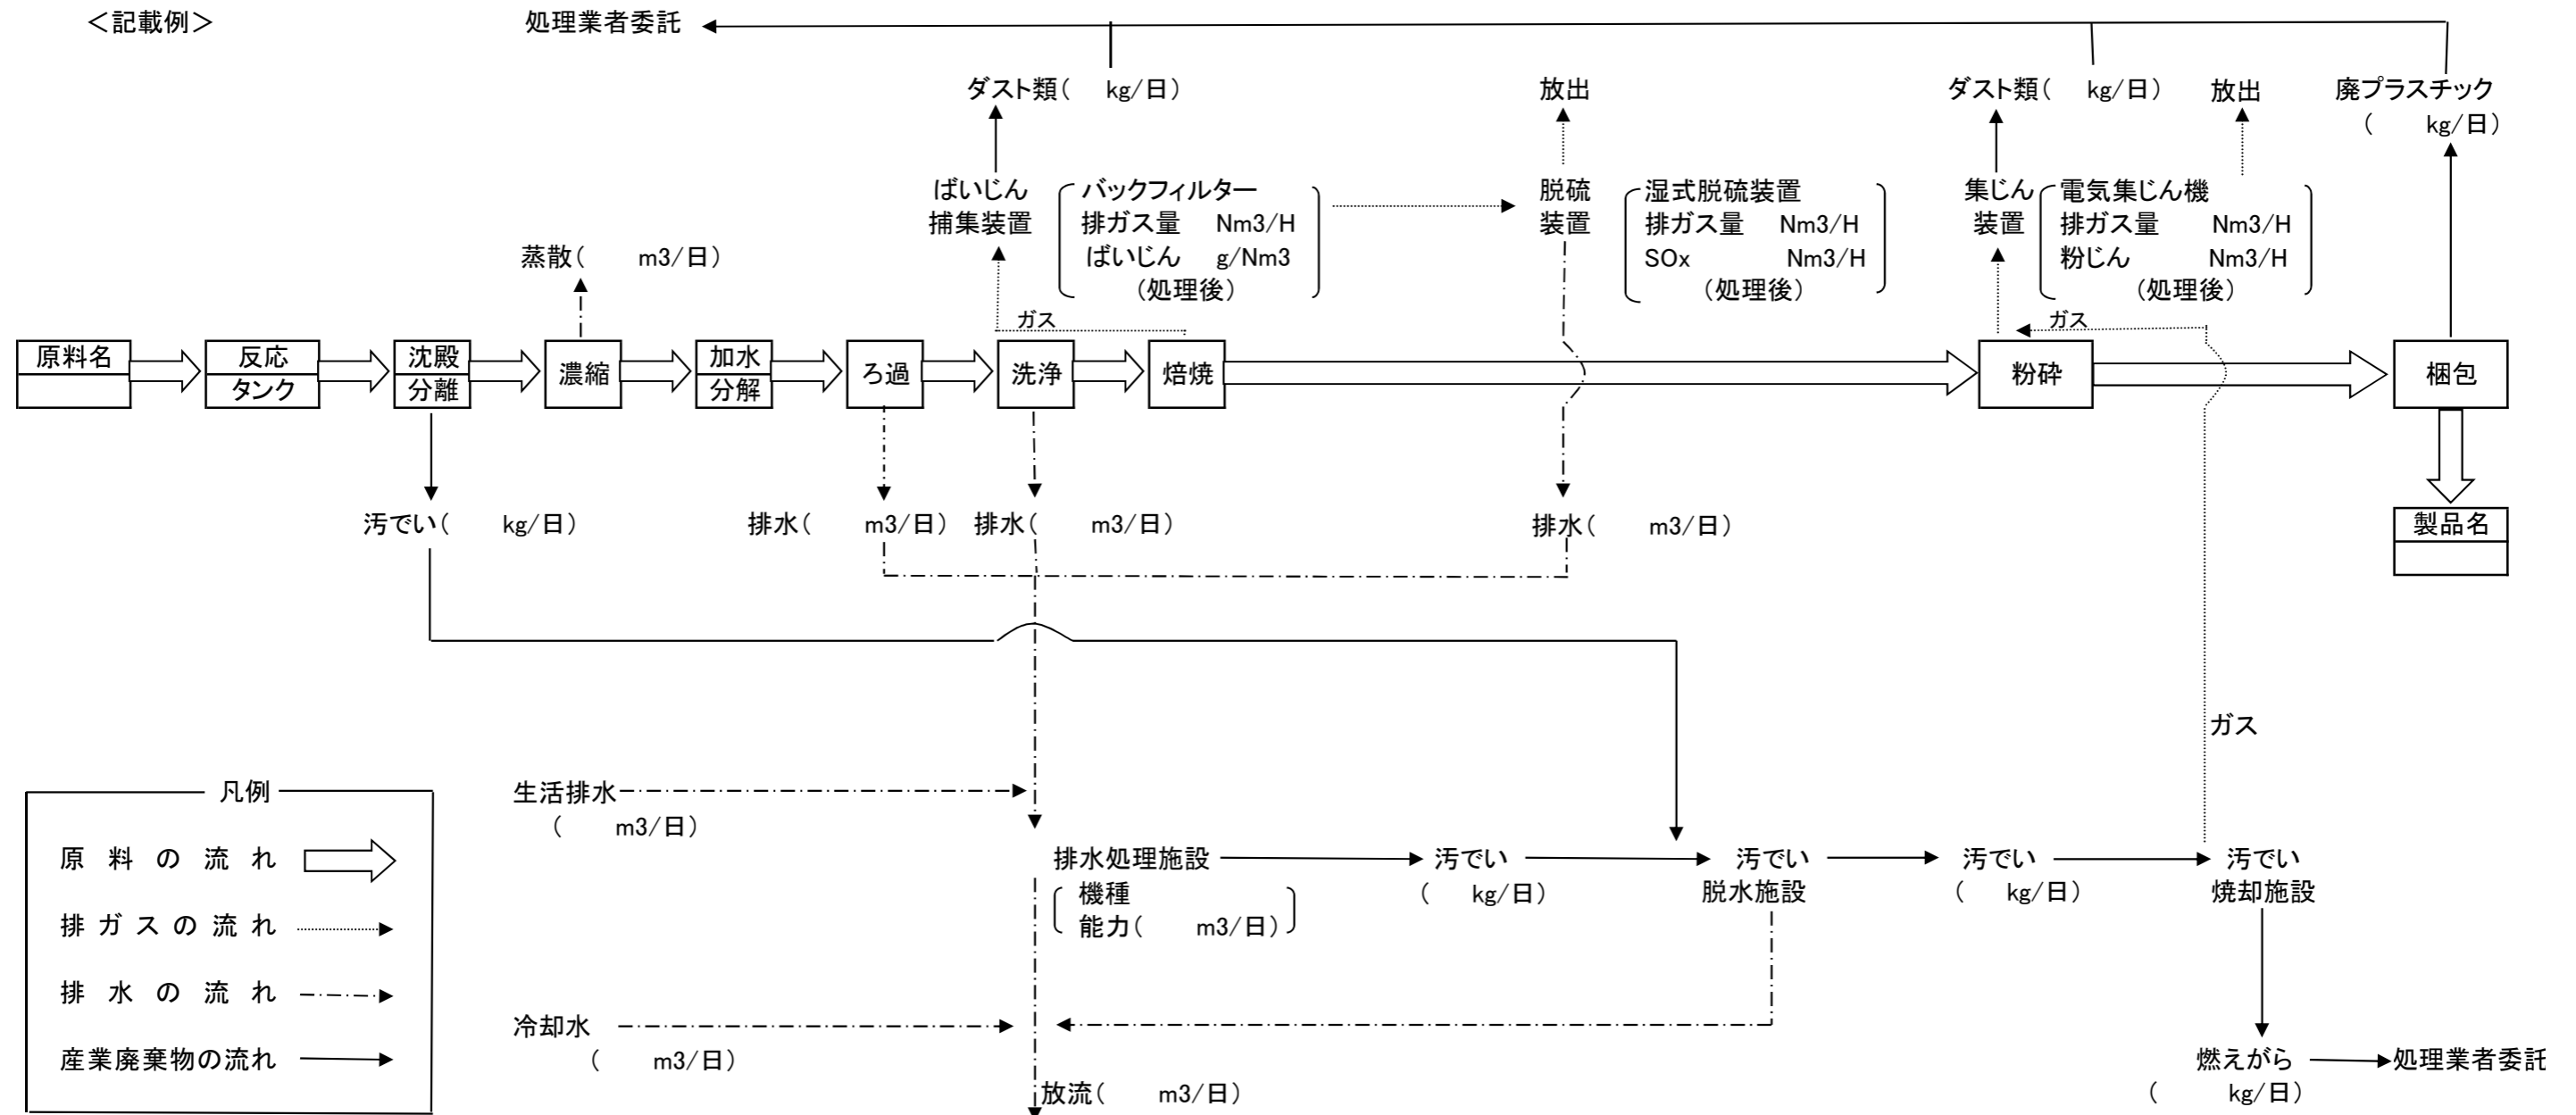 ＜記載例＞
処理業者委託
ダスト類(　kg/日)
放出
ダスト類(　kg/日)
放出
廃プラスチック
(　kg/日)
ばいじん
捕集装置
バックフィルター
排ガス量　Nm3/H
ばいじん　g/Nm3
(処理後)
脱硫
装置
湿式脱硫装置
排ガス量　Nm3/H
SOx　Nm3/H
(処理後)
集じん
装置
電気集じん機
排ガス量　Nm3/H
粉じん　Nm3/H
(処理後)
蒸散(　m3/日)
ガス
ガス
原料名
反応
タンク
沈殿
分離
濃縮
加水
分解
ろ過
洗浄
焙焼
粉砕
梱包
汚でい(　kg/日)
排水(　m3/日)
排水(　m3/日)
排水(　m3/日)
製品名
ガス
凡例
原料の流れ
排ガスの流れ
排水の流れ
産業廃棄物の流れ
生活排水
(　m3/日)
排水処理施設
機種
能力(　m3/日)
汚でい
(　kg/日)
汚でい
脱水施設
汚でい
(　kg/日)
汚でい
焼却施設
冷却水
(　m3/日)
放流(　m3/日)
燃えがら
(　kg/日)
処理業者委託